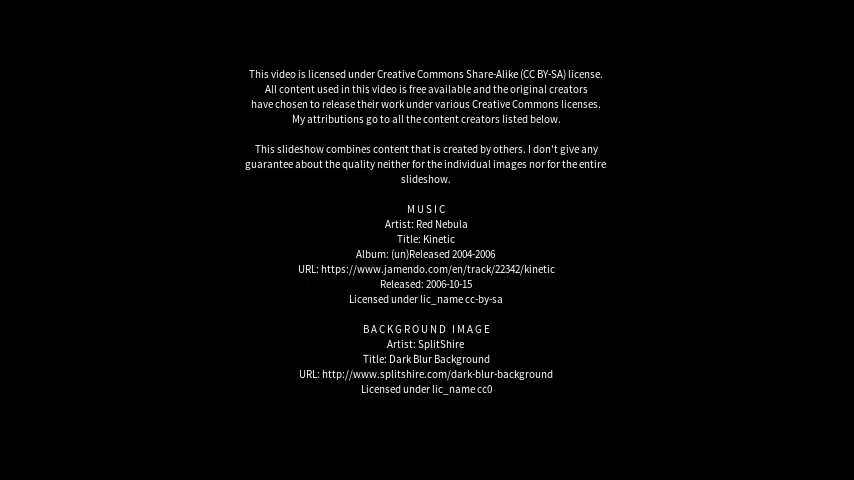 This video is licensed under Creative Commons Share-Alike (CC BY-SA) license.
All content used in this video is free available and the original creators
have chosen to release their work under various Creative Commons licenses.
My attributions go to all the content creators listed below.
This slideshow combines content that is created by others. I don't give any
guarantee about the quality neither for the individual images nor for the entire
slideshow.
MUSIC
Artist: Red Nebula
Title: Kinetic
Album: (un)Released 2004-2006
URL: https://www.jamendo.com/en/track/22342/kinetic
Released: 2006-10-15
Licensed under lic_name cc-by-sa
BACKGROUND IMAGE
Artist: SplitShire
Title: Dark Blur Background
URL: http://www.splitshire.com/dark-blur-background
Licensed under lic_name cc0